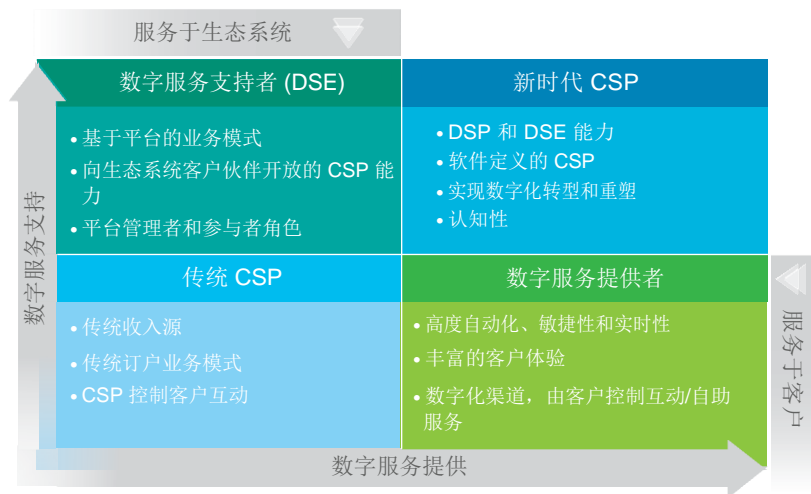 服务于生态系统
数字服务支持者 (DSE)
• 基于平台的业务模式
• 向生态系统客户伙伴开放的 CSP 能
力
• 平台管理者和参与者角色
新时代 CSP
• DSP 和 DSE 能力
• 软件定义的 CSP
• 实现数字化转型和重塑
• 认知性
数字服务支持
传统 CSP
• 传统收入源
• 传统订户业务模式
• CSP 控制客户互动
数字服务提供者
• 高度自动化、敏捷性和实时性
• 丰富的客户体验
• 数字化渠道，由客户控制互动/自助
服务
服务于客户
数字服务提供